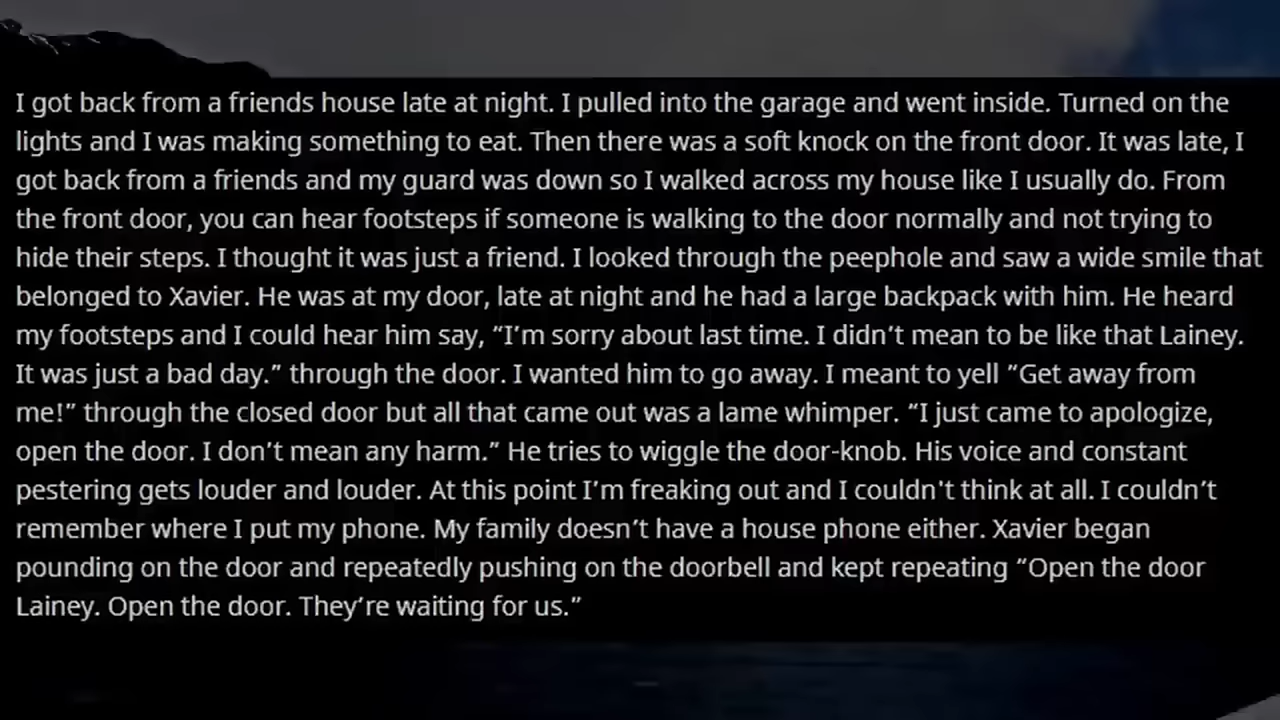 I got back from a friends house late at night. I pulled into the garage and went inside. Turned on the
lights and I was making something to eat. Then there was a soft knock on the front door. It was late, I
got back from a friends and my guard was down so I walked across my house like I usually do. From
the front door, you can hear footsteps if someone is walking to the door normally and not trying to
hide their steps. I thought it was just a friend. I looked through the peephole and saw a wide smile that
belonged to Xavier. He was at my door, late at night and he had a large backpack with him. He heard
my footsteps and I could hear him say, “I’m sorry about last time. I didn’t mean to be like that Lainey.
It was just a bad day.” through the door. I wanted him to go away. I meant to yell “Get away from
me!” through the closed door but all that came out was a lame whimper. “I just came to apologize,
open the door. I don’t mean any harm.” He tries to wiggle the door-knob. His voice and constant
pestering gets louder and louder. At this point I’m freaking out and I couldn't think at all. I couldn’t
remember where I put my phone. My family doesn’t have a house phone either. Xavier began
pounding on the door and repeatedly pushing on the doorbell and kept repeating “Open the door
Lainey. Open the door. They’re waiting for us.”